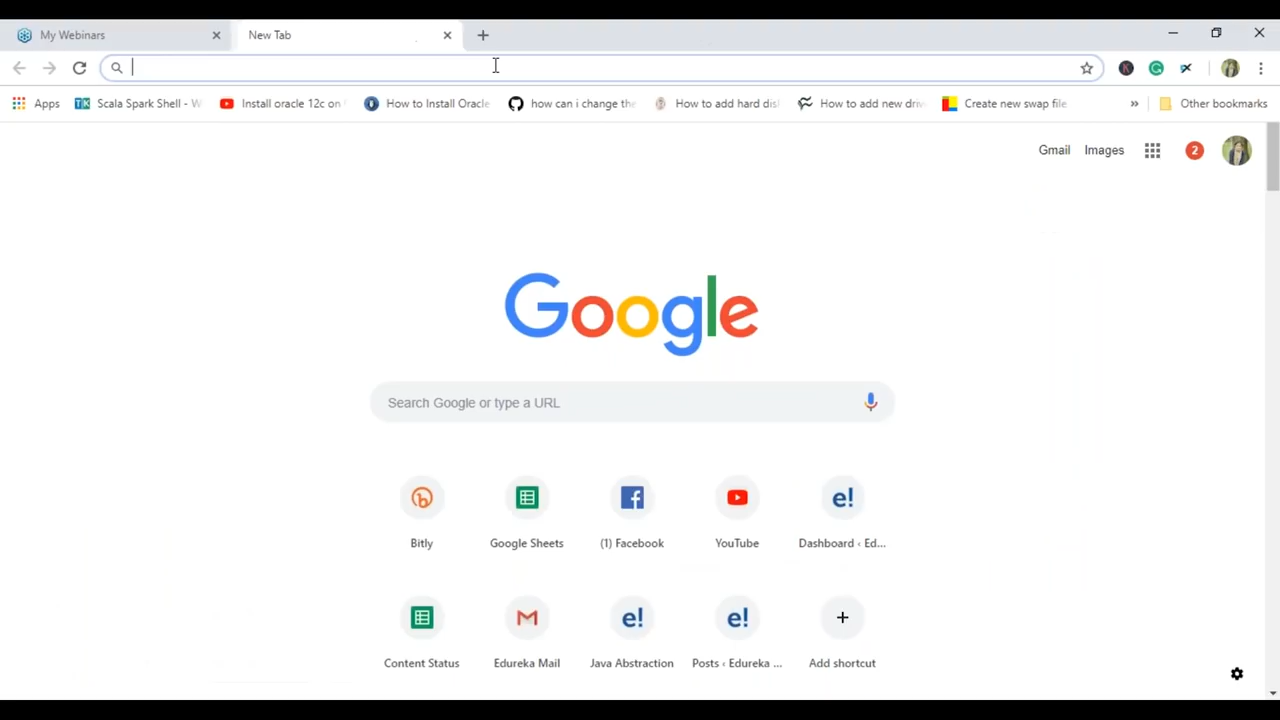 My Webinars
New Tab
Apps
Scala Spark Shell - W
Install oracle 12c on
How to Install Oracle
how can i change the
How to add hard dis
How to add new driv
Create new swap file
»
Other bookmarks
Gmail
Images
2
Google
Search Google or type a URL
Bitly
Google Sheets
(1) Facebook
YouTube
Dashboard ‹ Ed...
Content Status
Edureka Mail
Java Abstraction
Posts ‹ Edureka ...
Add shortcut